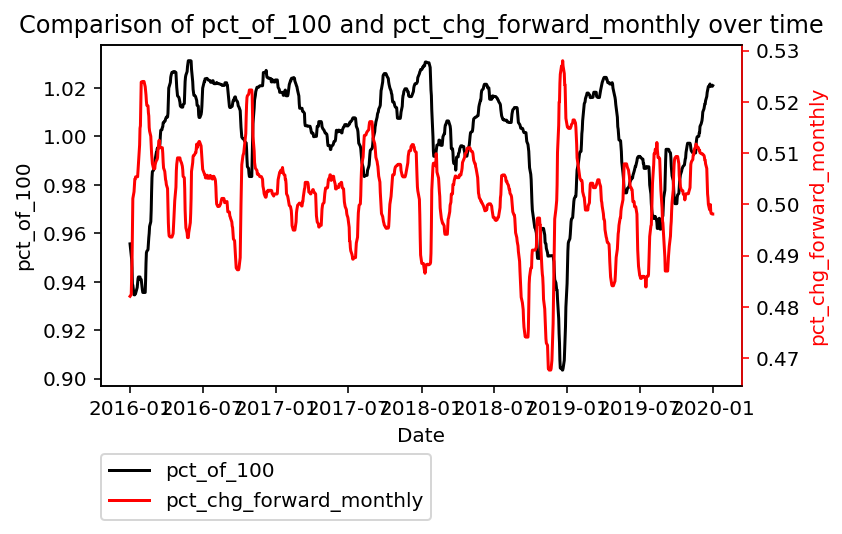 Comparison of pct_of_100 and pct_chg_forward_monthly over time
pct_of_100
1.02
1.00
0.98
0.96
0.94
0.92
0.90
0.53
0.52
0.51
0.50
0.49
0.48
0.47
pct_chg_forward_monthly
2016-01 2016-07 2017-01 2017-07 2018-01 2018-07 2019-01 2019-07 2020-01
Date
pct_of_100
pct_chg_forward_monthly